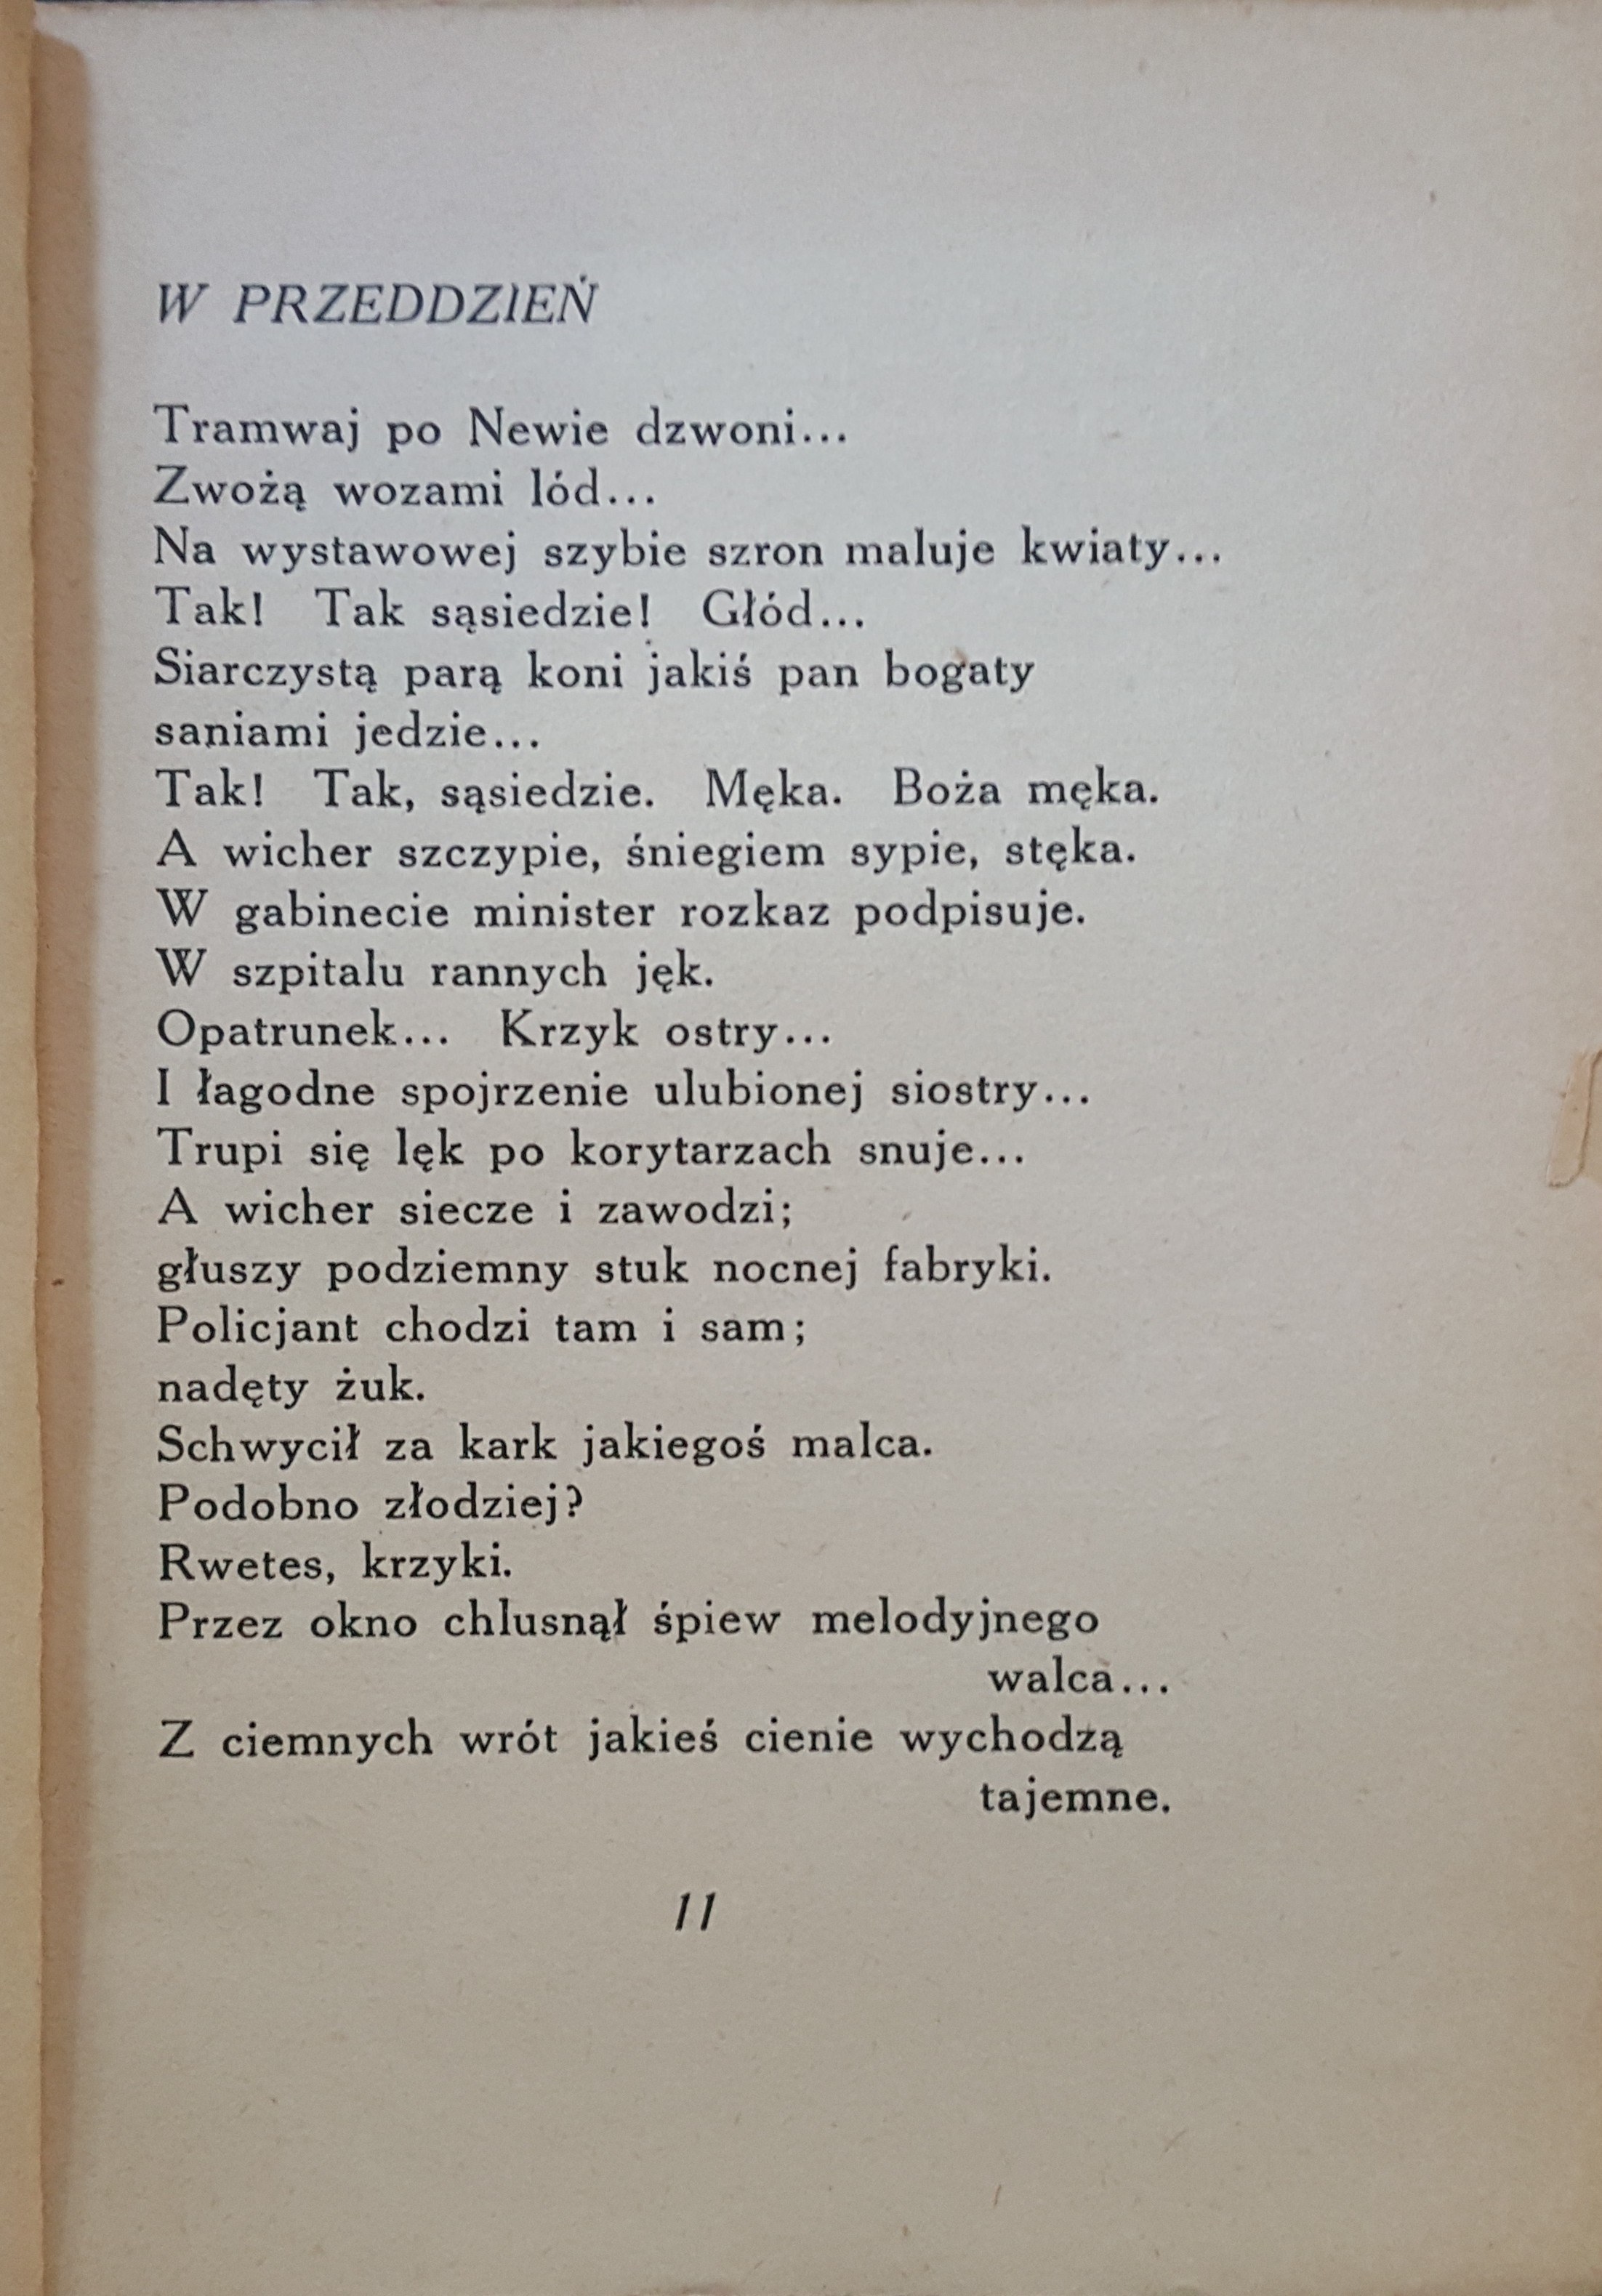 W PRZEDDZIEŃ
Tramwaj po Newie dzwoni...
Zwożą wozami lód...
Na wystawowej szybie szron maluje kwiaty...
Tak! Tak sąsiedzie! Głód...
Siarczystą parą koni jakiś pan bogaty
saniami jedzie...
Tak! Tak, sąsiedzie. Męka. Boża męka.
A wicher szczypie, śniegiem sypie, stęka.
W gabinecie minister rozkaz podpisuje.
W szpitalu rannych jęk.
Opatrunek... Krzyk ostry...
I łagodne spojrzenie ulubionej siostry...
Trupi się lęk po korytarzach snuje...
A wicher siecze i zawodzi;
głuszy podziemny stuk nocnej fabryki.
Policjant chodzi tam i sam;
nadęty żuk.
Schwycił za kark jakiegoś malca.
Podobno złodziej?
Rwetes, krzyki.
Przez okno chlusnął śpiew melodyjnego
walca...
Z ciemnych wrót jakieś cienie wychodzą
tajemne.
11